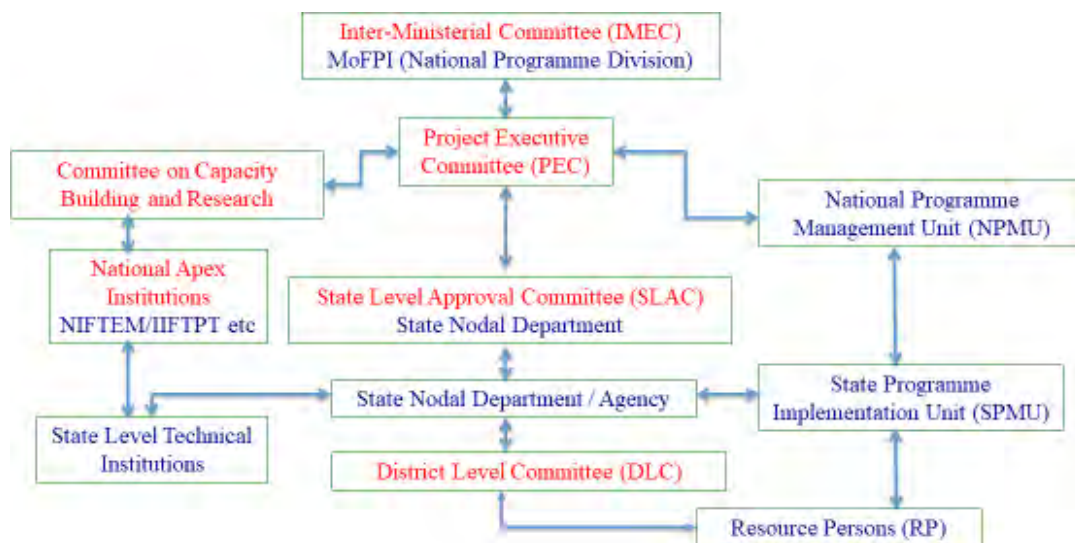 Inter-Ministerial Committee (IMEC)
MoFPI (National Programme Division)
Project Executive
Committee (PEC)
Committee on Capacity
Building and Research
National Programme
Management Unit (NPMU)
National Apex
Institutions
NIFTEM/IIFTPT etc
State Level Approval Committee (SLAC)
State Nodal Department
State Nodal Department / Agency
State Programme
Implementation Unit (SPMU)
State Level Technical
Institutions
District Level Committee (DLC)
Resource Persons (RP)